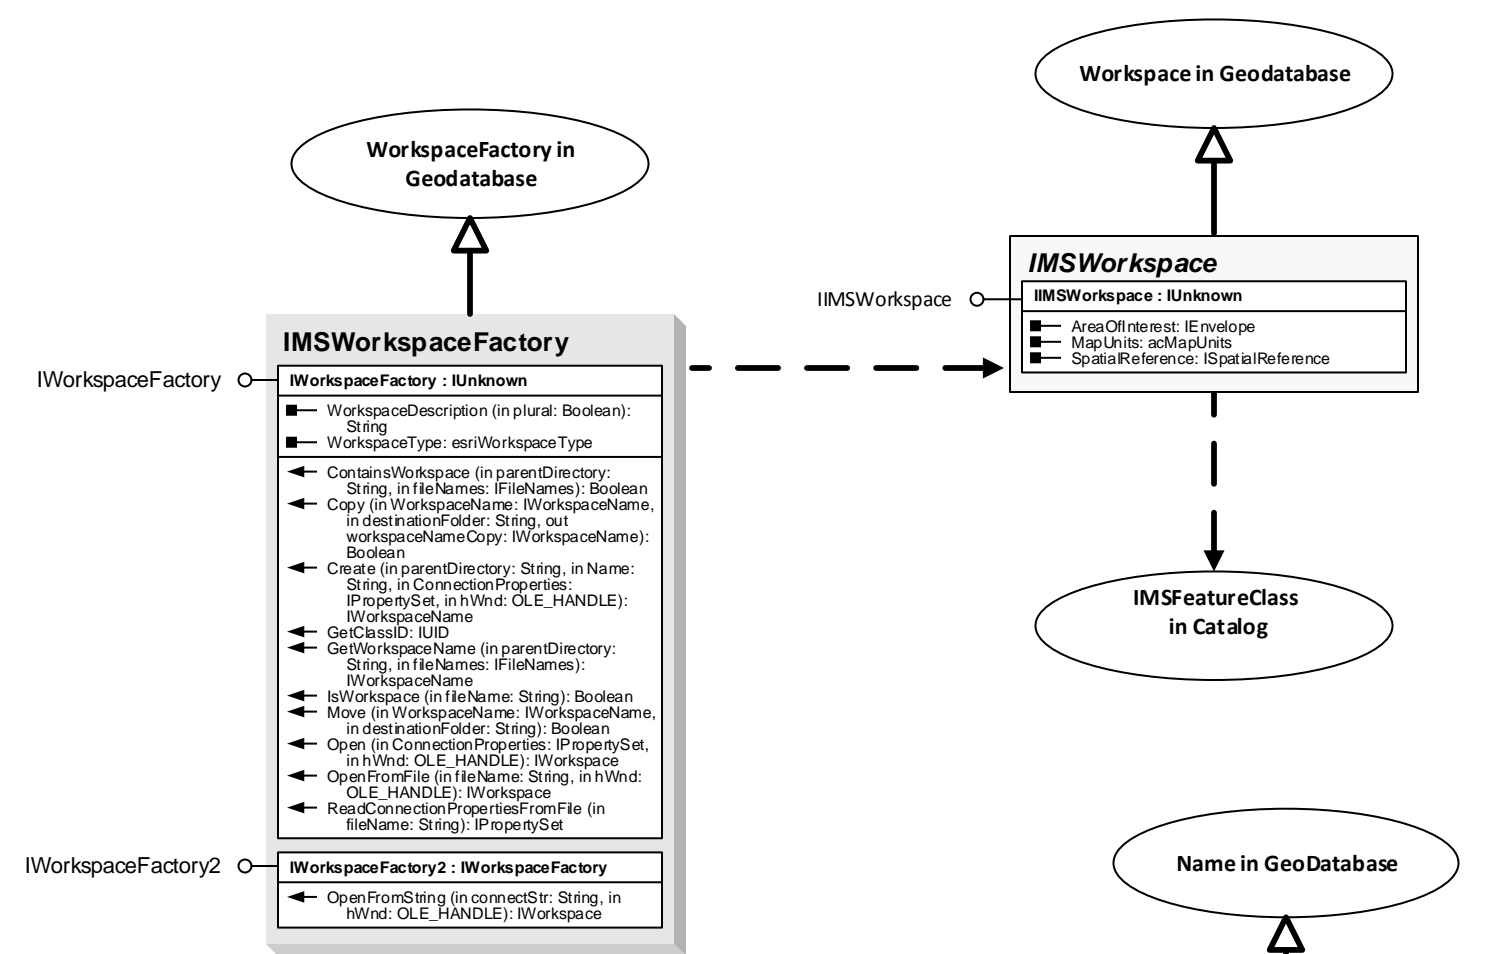 Workspace in Geodatabase
WorkspaceFactory in
Geodatabase
IMSWorkspace
IIMSWorkspace
IIMSWorkspace : IUnknown
AreaOfInterest: IEnvelope
MapUnits: acMapUnits
SpatialReference: ISpatialReference
IMSWorkspaceFactory
IWorkspaceFactory
IWorkspaceFactory : IUnknown
WorkspaceDescription (in plural: Boolean):
String
WorkspaceType: esriWorkspaceType
ContainsWorkspace (in parentDirectory:
String, in fileNames: IFileNames): Boolean
Copy (in WorkspaceName: IWorkspaceName,
in destinationFolder: String, out
workspaceNameCopy: IWorkspaceName):
Boolean
Create (in parentDirectory: String, in Name:
String, in ConnectionProperties:
IPropertySet, in hWnd: OLE_HANDLE):
IWorkspaceName
GetClassID: IUID
GetWorkspaceName (in parentDirectory:
String, in fileNames: IFileNames):
IWorkspaceName
IsWorkspace (in fileName: String): Boolean
Move (in WorkspaceName: IWorkspaceName,
in destinationFolder: String): Boolean
Open (in ConnectionProperties: IPropertySet,
in hWnd: OLE_HANDLE): IWorkspace
OpenFromFile (in fileName: String, in hWnd:
OLE_HANDLE): IWorkspace
ReadConnectionPropertiesFromFile (in
fileName: String): IPropertySet
IMSFeatureClass
in Catalog
IWorkspaceFactory2
IWorkspaceFactory2 : IWorkspaceFactory
OpenFromString (in connectStr: String, in
hWnd: OLE_HANDLE): IWorkspace
Name in GeoDatabase